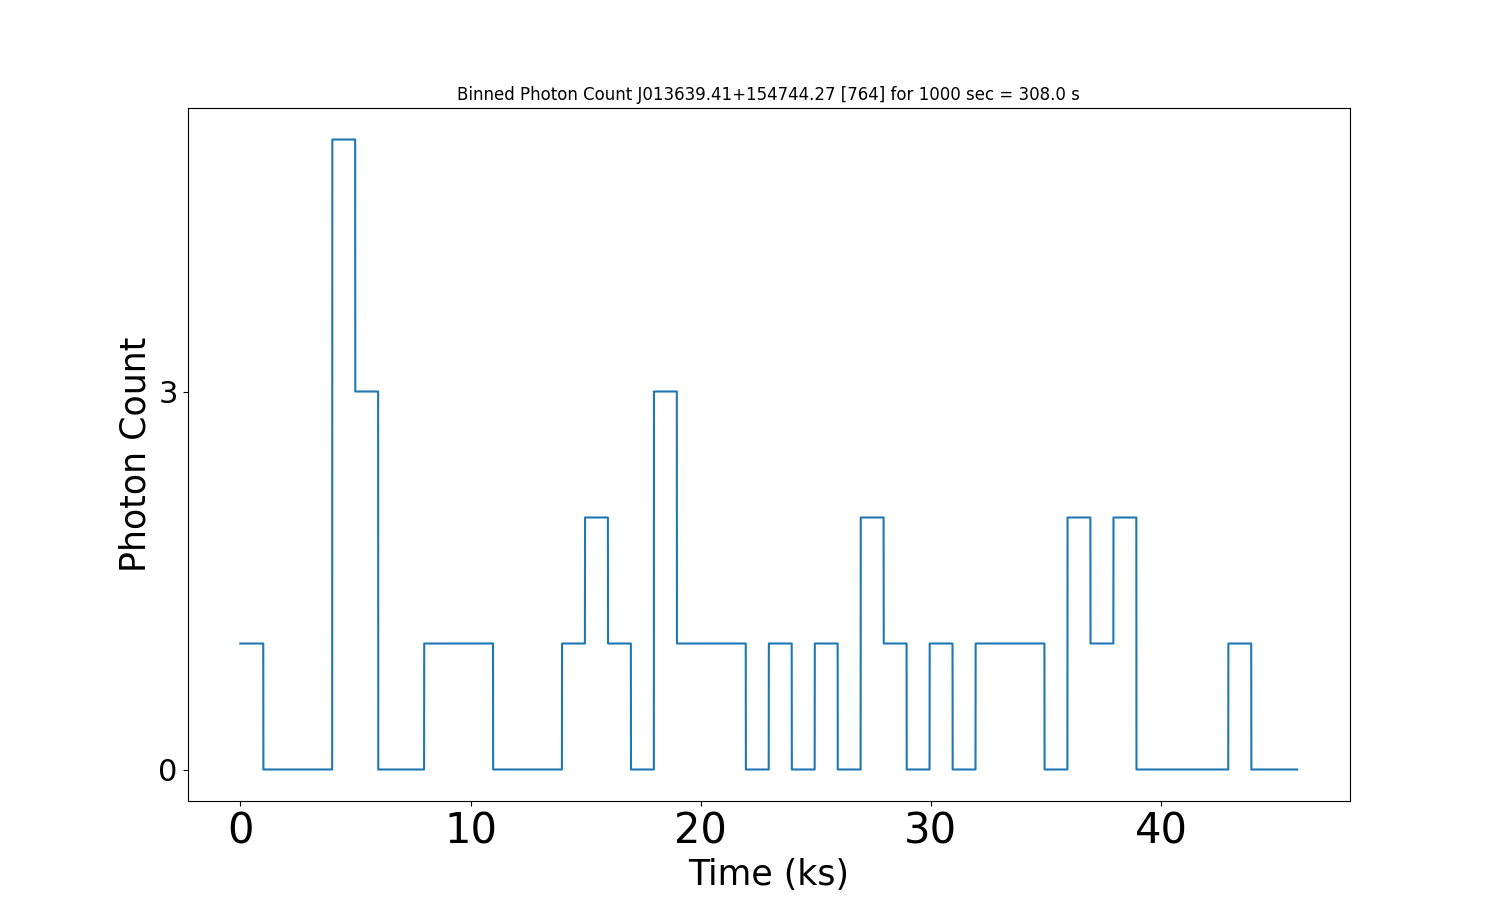 Binned Photon Count J013639.41+154744.27 [764] for 1000 sec = 308.0 s
Photon Count
3
0
0 10 20 30 40
Time (ks)